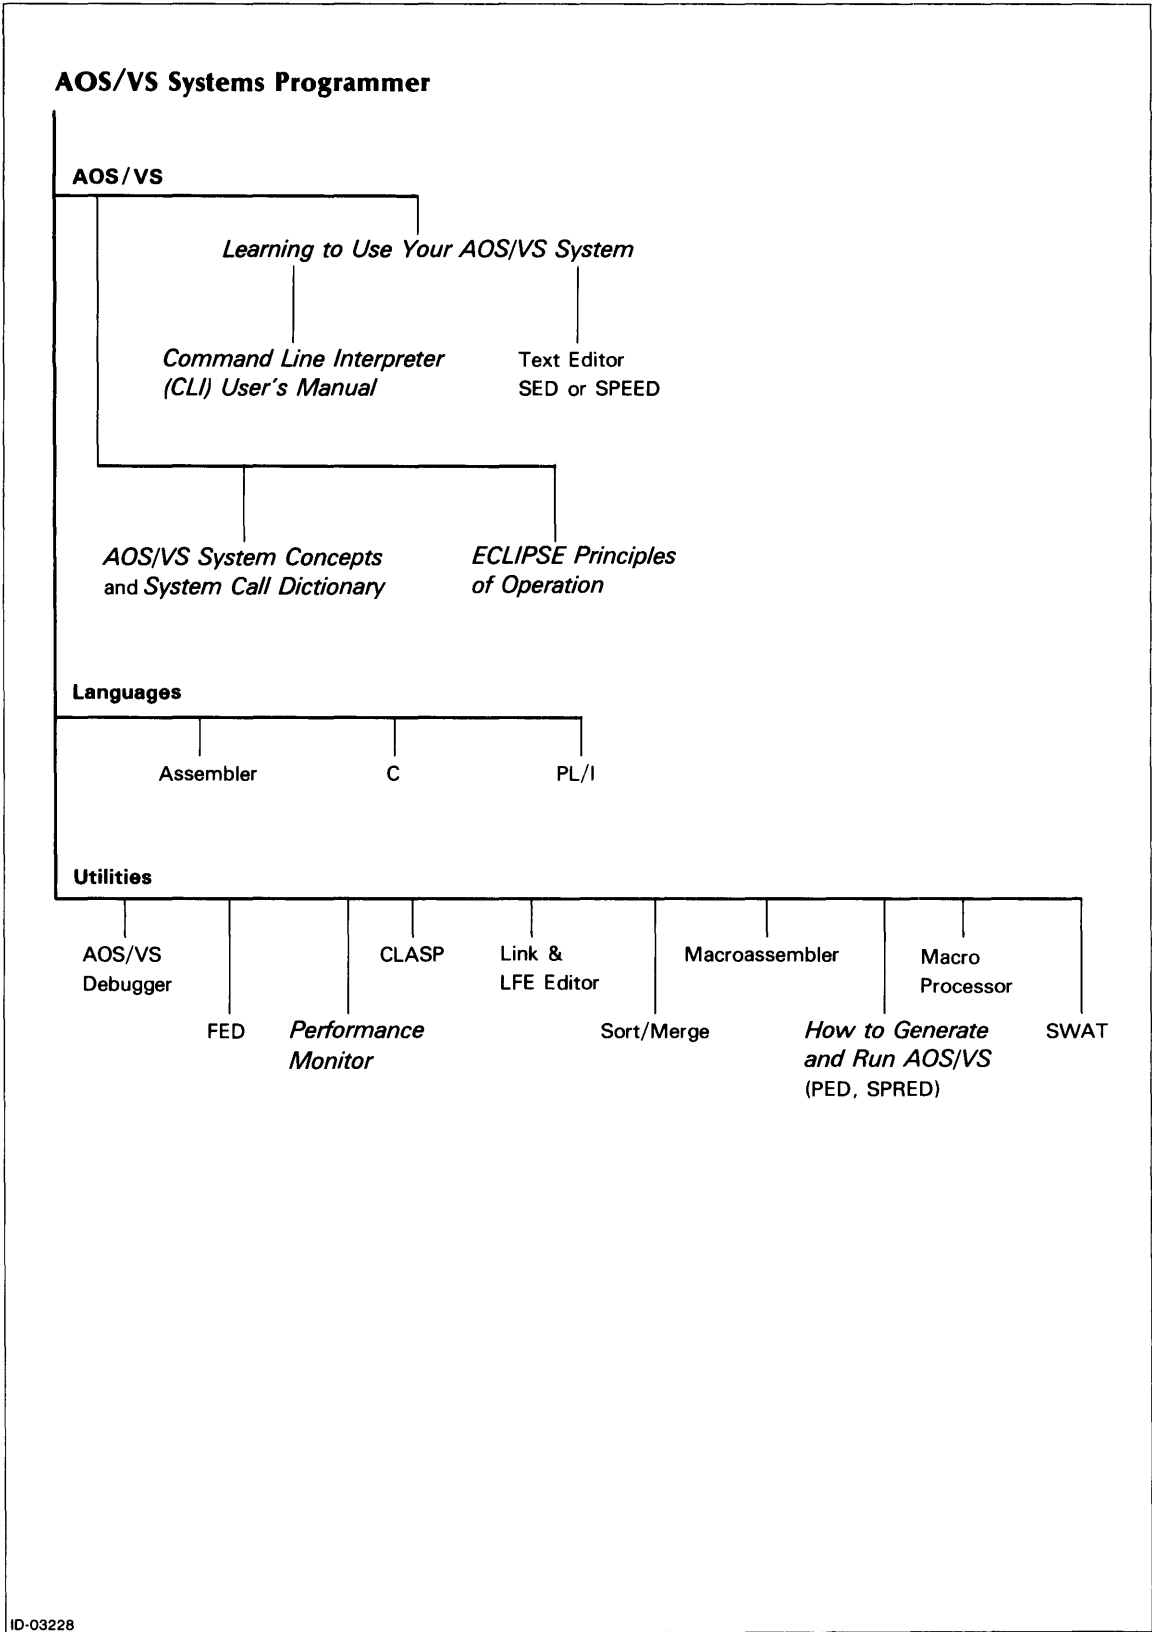 AOS/VS Systems Programmer
AOS/VS
Learning to Use Your AOS/VS System
Command Line Interpreter
(CLI) User's Manual
Text Editor
SED or SPEED
AOS/VS System Concepts
and System Call Dictionary
ECLIPSE Principles
of Operation
Languages
Assembler
C
PL/I
Utilities
AOS/VS
Debugger
FED
Performance
Monitor
CLASP
Link &
LFE Editor
Sort/Merge
Macroassembler
How to Generate
and Run AOS/VS
(PED, SPRED)
Macro
Processor
SWAT
ID-03228